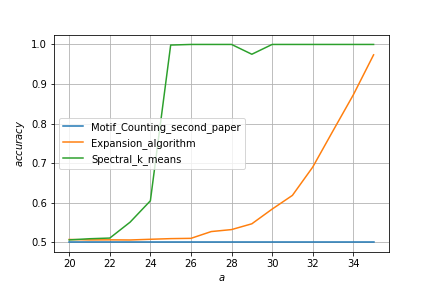 1.0
0.9
0.8
0.7
0.6
0.5
accuracy
Motif_Counting_second_paper
Expansion_algorithm
Spectral_k_means
20 22 24 26 28 30 32 34
a